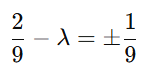 2/9 − λ = ±1/9